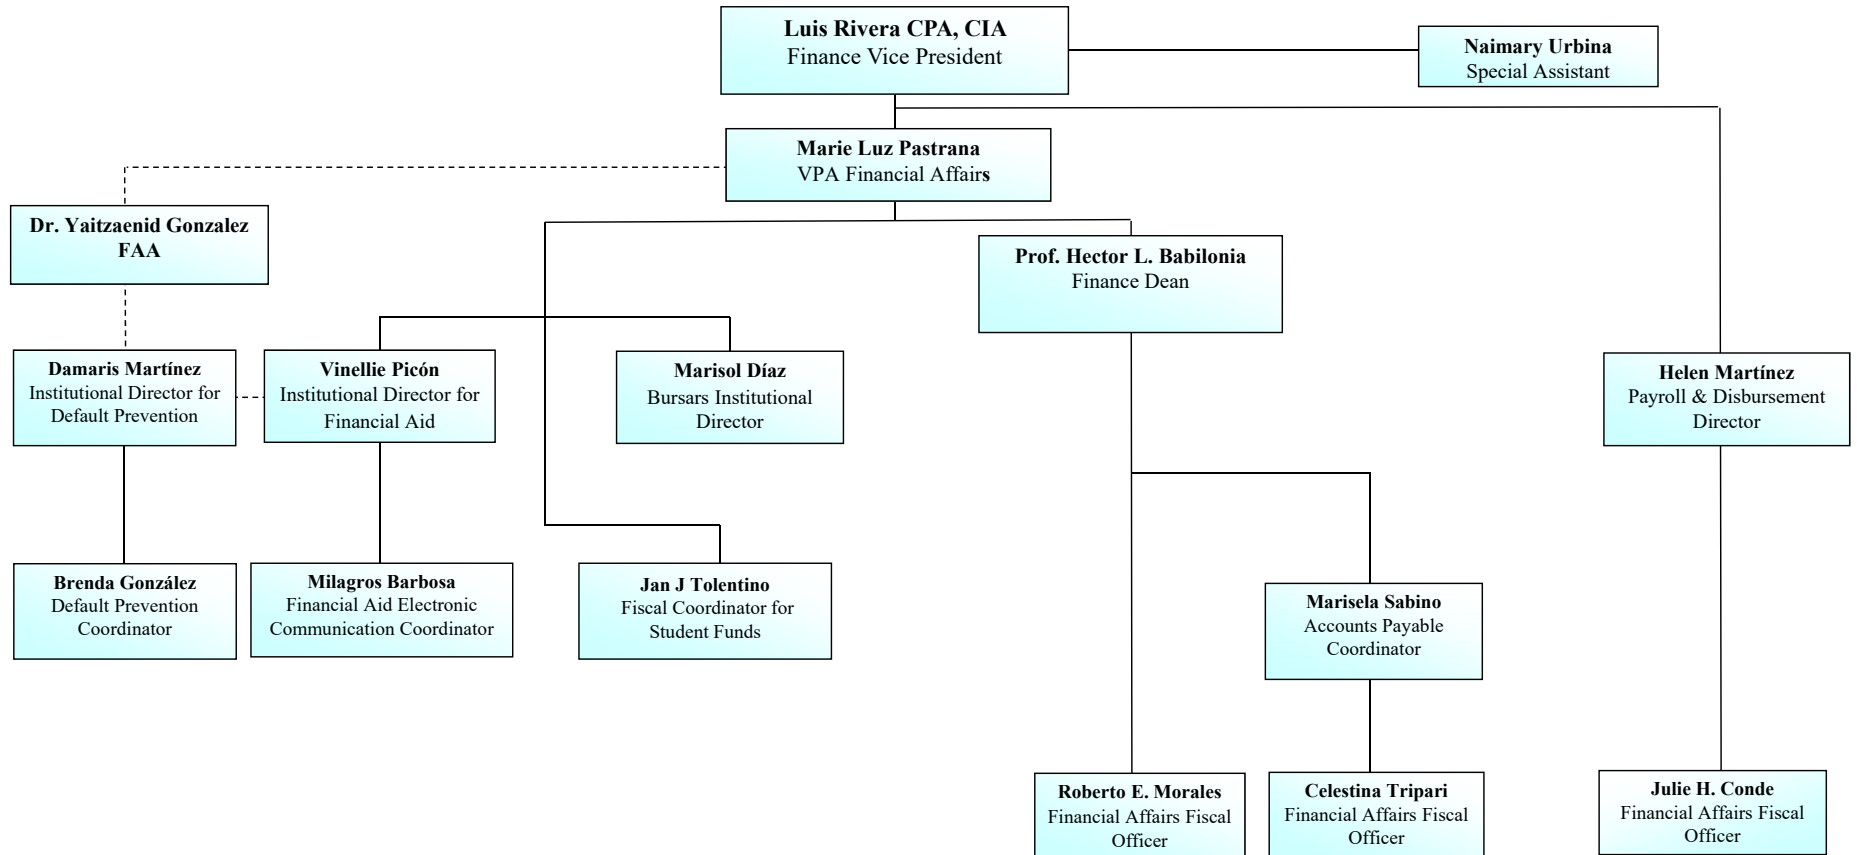 Luis Rivera CPA, CIA
Finance Vice President
Naimary Urbina
Special Assistant
Marie Luz Pastrana
VPA Financial Affairs
Dr. Yaitzaenid Gonzalez
FAA
Prof. Hector L. Babilonia
Finance Dean
Damaris Martínez
Institutional Director for
Default Prevention
Vinellie Picón
Institutional Director for
Financial Aid
Marisol Díaz
Bursars Institutional
Director
Helen Martínez
Payroll & Disbursement
Director
Brenda González
Default Prevention
Coordinator
Milagros Barbosa
Financial Aid Electronic
Communication Coordinator
Jan J Tolentino
Fiscal Coordinator for
Student Funds
Marisela Sabino
Accounts Payable
Coordinator
Roberto E. Morales
Financial Affairs Fiscal
Officer
Celestina Tripari
Financial Affairs Fiscal
Officer
Julie H. Conde
Financial Affairs Fiscal
Officer